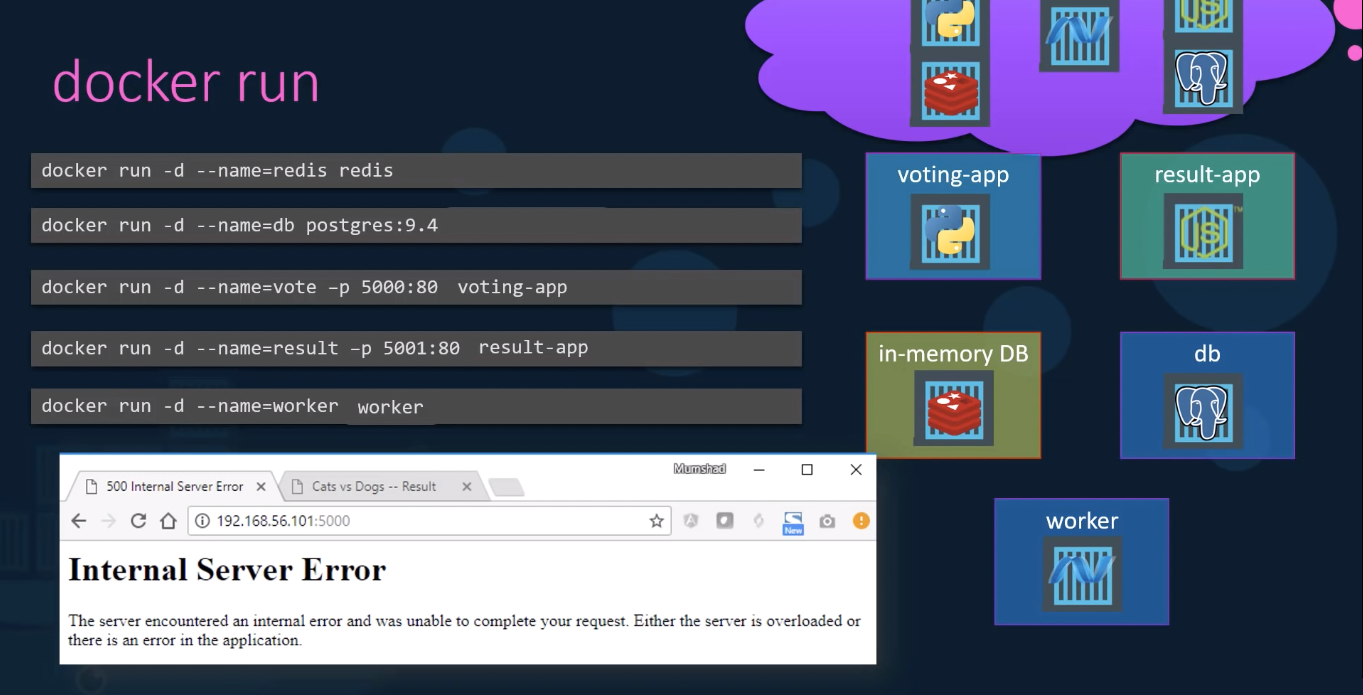 docker run
docker run -d --name=redis redis
docker run -d --name=db postgres:9.4
docker run -d --name=vote –p 5000:80 voting-app
docker run -d --name=result –p 5001:80 result-app
docker run -d --name=worker worker
voting-app
result-app
JS
in-memory DB
db
worker
Mumshad
500 Internal Server Error
Cats vs Dogs -- Result
192.168.56.101:5000
New
Internal Server Error
The server encountered an internal error and was unable to complete your request. Either the server is overloaded or
there is an error in the application.